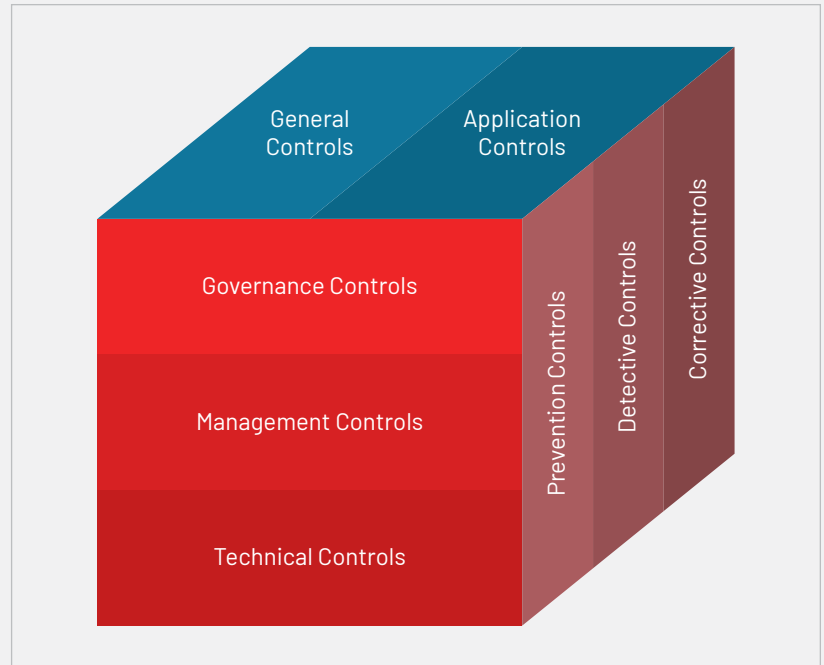 General
Controls
Application
Controls
Governance Controls
Management Controls
Technical Controls
Prevention Controls
Detective Controls
Corrective Controls